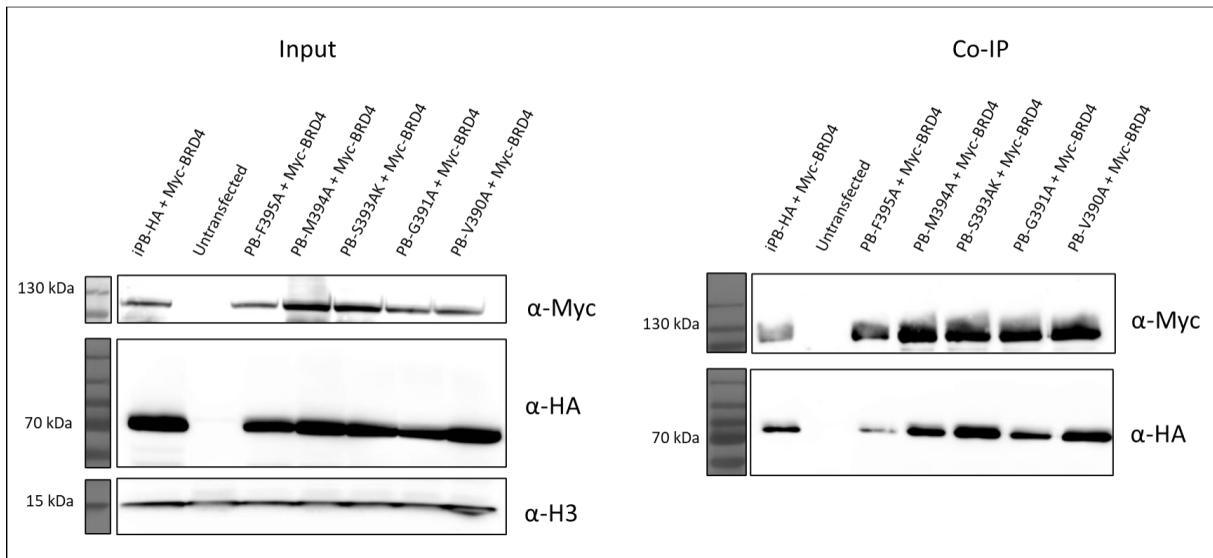 Input
iPB-HA + Myc-BRD4
Untransfected
PB-F395A + Myc-BRD4
PB-M394A + Myc-BRD4
PB-S393AK + Myc-BRD4
PB-G391A + Myc-BRD4
PB-V390A + Myc-BRD4
130 kDa
α-Myc
70 kDa
α-HA
15 kDa
α-H3
Co-IP
iPB-HA + Myc-BRD4
Untransfected
PB-F395A + Myc-BRD4
PB-M394A + Myc-BRD4
PB-S393AK + Myc-BRD4
PB-G391A + Myc-BRD4
PB-V390A + Myc-BRD4
130 kDa
α-Myc
70 kDa
α-HA